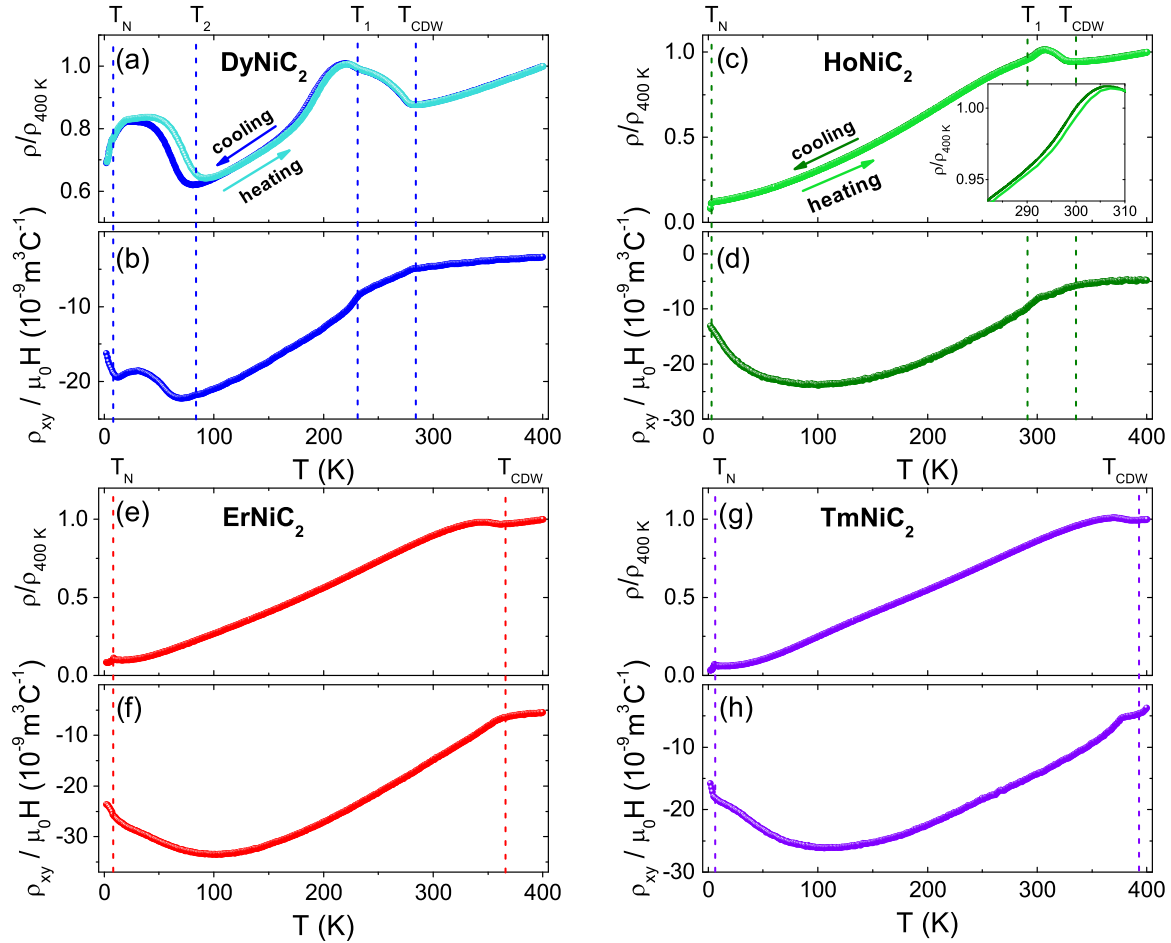 T_N T_2 T_1 T_CDW
(a) DyNiC_2
ρ/ρ_400 K
1.0
0.8
0.6
cooling
heating
(b)
ρ_xy / μ_0H (10^-9 m^3C^-1)
-10
-20
0 100 200 300 400
T (K)
T_N T_1 T_CDW
(c) HoNiC_2
ρ/ρ_400 K
1.0
0.5
0.0
cooling
heating
ρ/ρ_400 K
1.00
0.95
290 300 310
(d)
ρ_xy / μ_0H (10^-9 m^3C^-1)
0
-10
-20
-30
0 100 200 300 400
T (K)
T_N T_CDW
(e) ErNiC_2
ρ/ρ_400 K
1.0
0.5
0.0
(f)
ρ_xy / μ_0H (10^-9 m^3C^-1)
-10
-20
-30
0 100 200 300 400
T (K)
T_N T_CDW
(g) TmNiC_2
ρ/ρ_400 K
1.0
0.5
0.0
(h)
ρ_xy / μ_0H (10^-9 m^3C^-1)
-10
-20
-30
0 100 200 300 400
T (K)